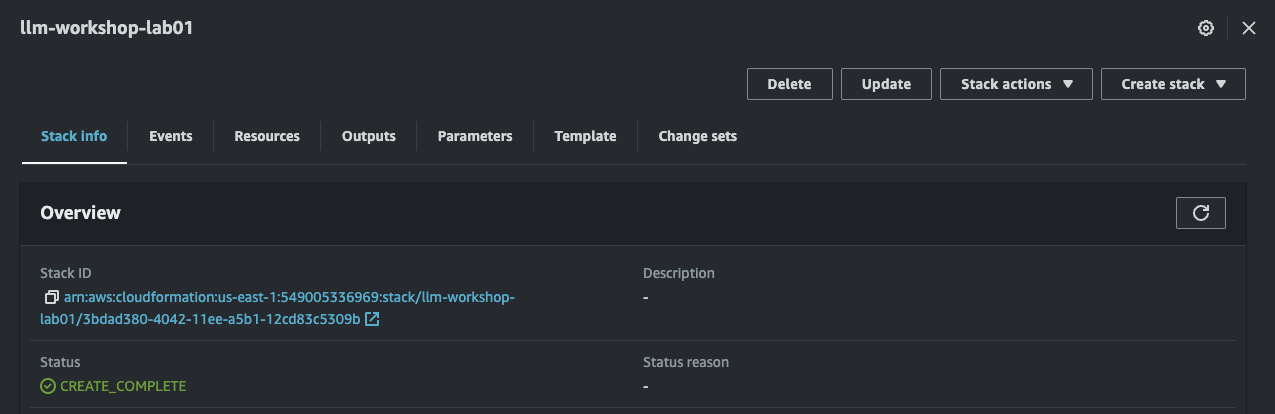 llm-workshop-lab01
Delete Update Stack actions Create stack
Stack info Events Resources Outputs Parameters Template Change sets
Overview
Stack ID
arn:aws:cloudformation:us-east-1:549005336969:stack/llm-workshop-
lab01/3bdad380-4042-11ee-a5b1-12cd83c5309b
Description
-
Status
CREATE_COMPLETE
Status reason
-